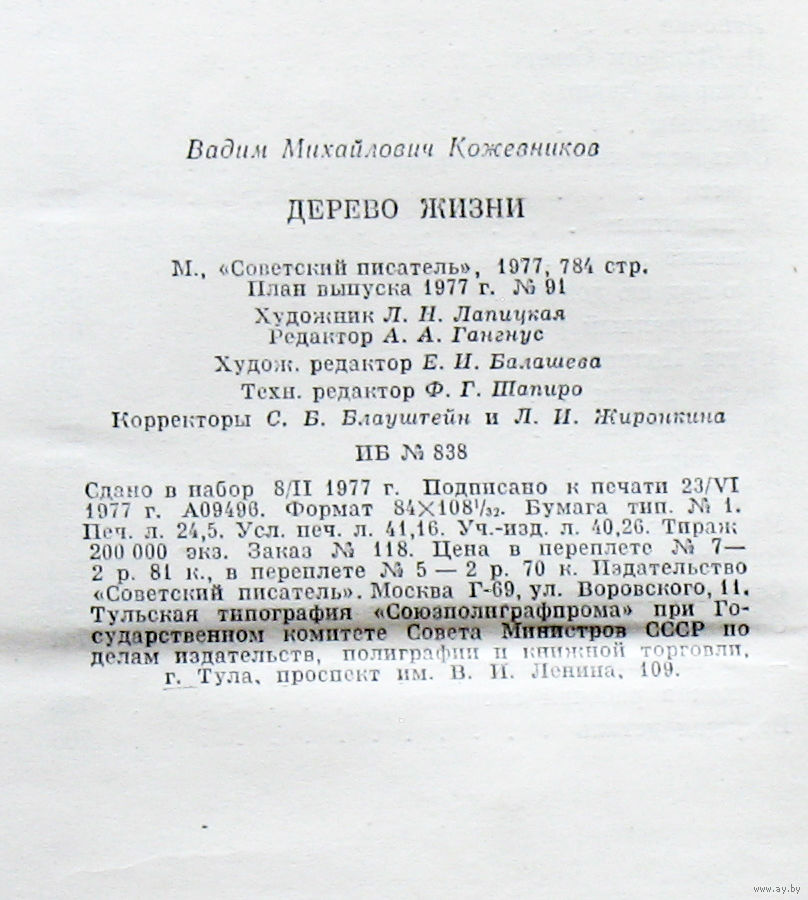 Вадим Михайлович Кожевников
ДЕРЕВО ЖИЗНИ
М., «Советский писатель», 1977, 784 стр.
План выпуска 1977 г. № 91
Художник Л. Н. Лапицкая
Редактор А. А. Гангнус
Худож. редактор Е. И. Балашева
Техн. редактор Ф. Г. Шапиро
Корректоры С. Б. Блауштейн и Л. И. Жиронкина
ИБ № 838
Сдано в набор 8/II 1977 г. Подписано к печати 23/VI
1977 г. А09496. Формат 84×108¹/₃₂. Бумага тип. № 1.
Печ. л. 24,5. Усл. печ. л. 41,16. Уч.-изд. л. 40,26. Тираж
200 000 экз. Заказ № 118. Цена в переплете № 7—
2 р. 81 к., в переплете № 5 — 2 р. 70 к. Издательство
«Советский писатель». Москва Г-69, ул. Воровского, 11.
Тульская типография «Союзполиграфпрома» при Го-
сударственном комитете Совета Министров СССР по
делам издательств, полиграфии и книжной торговли,
г. Тула, проспект им. В. И. Ленина, 109.
www.ay.by